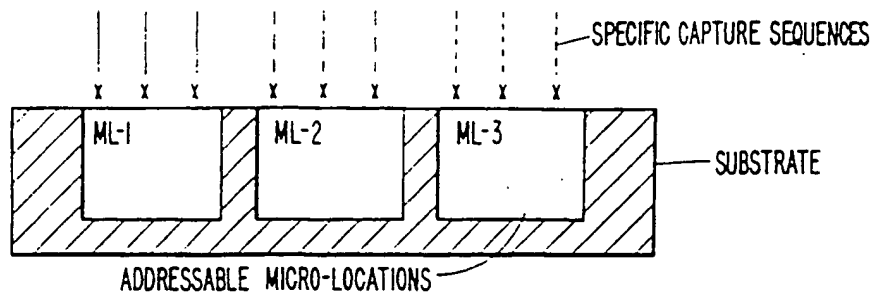 SPECIFIC CAPTURE SEQUENCES
x x x x x x x x x
ML-1 ML-2 ML-3
SUBSTRATE
ADDRESSABLE MICRO-LOCATIONS